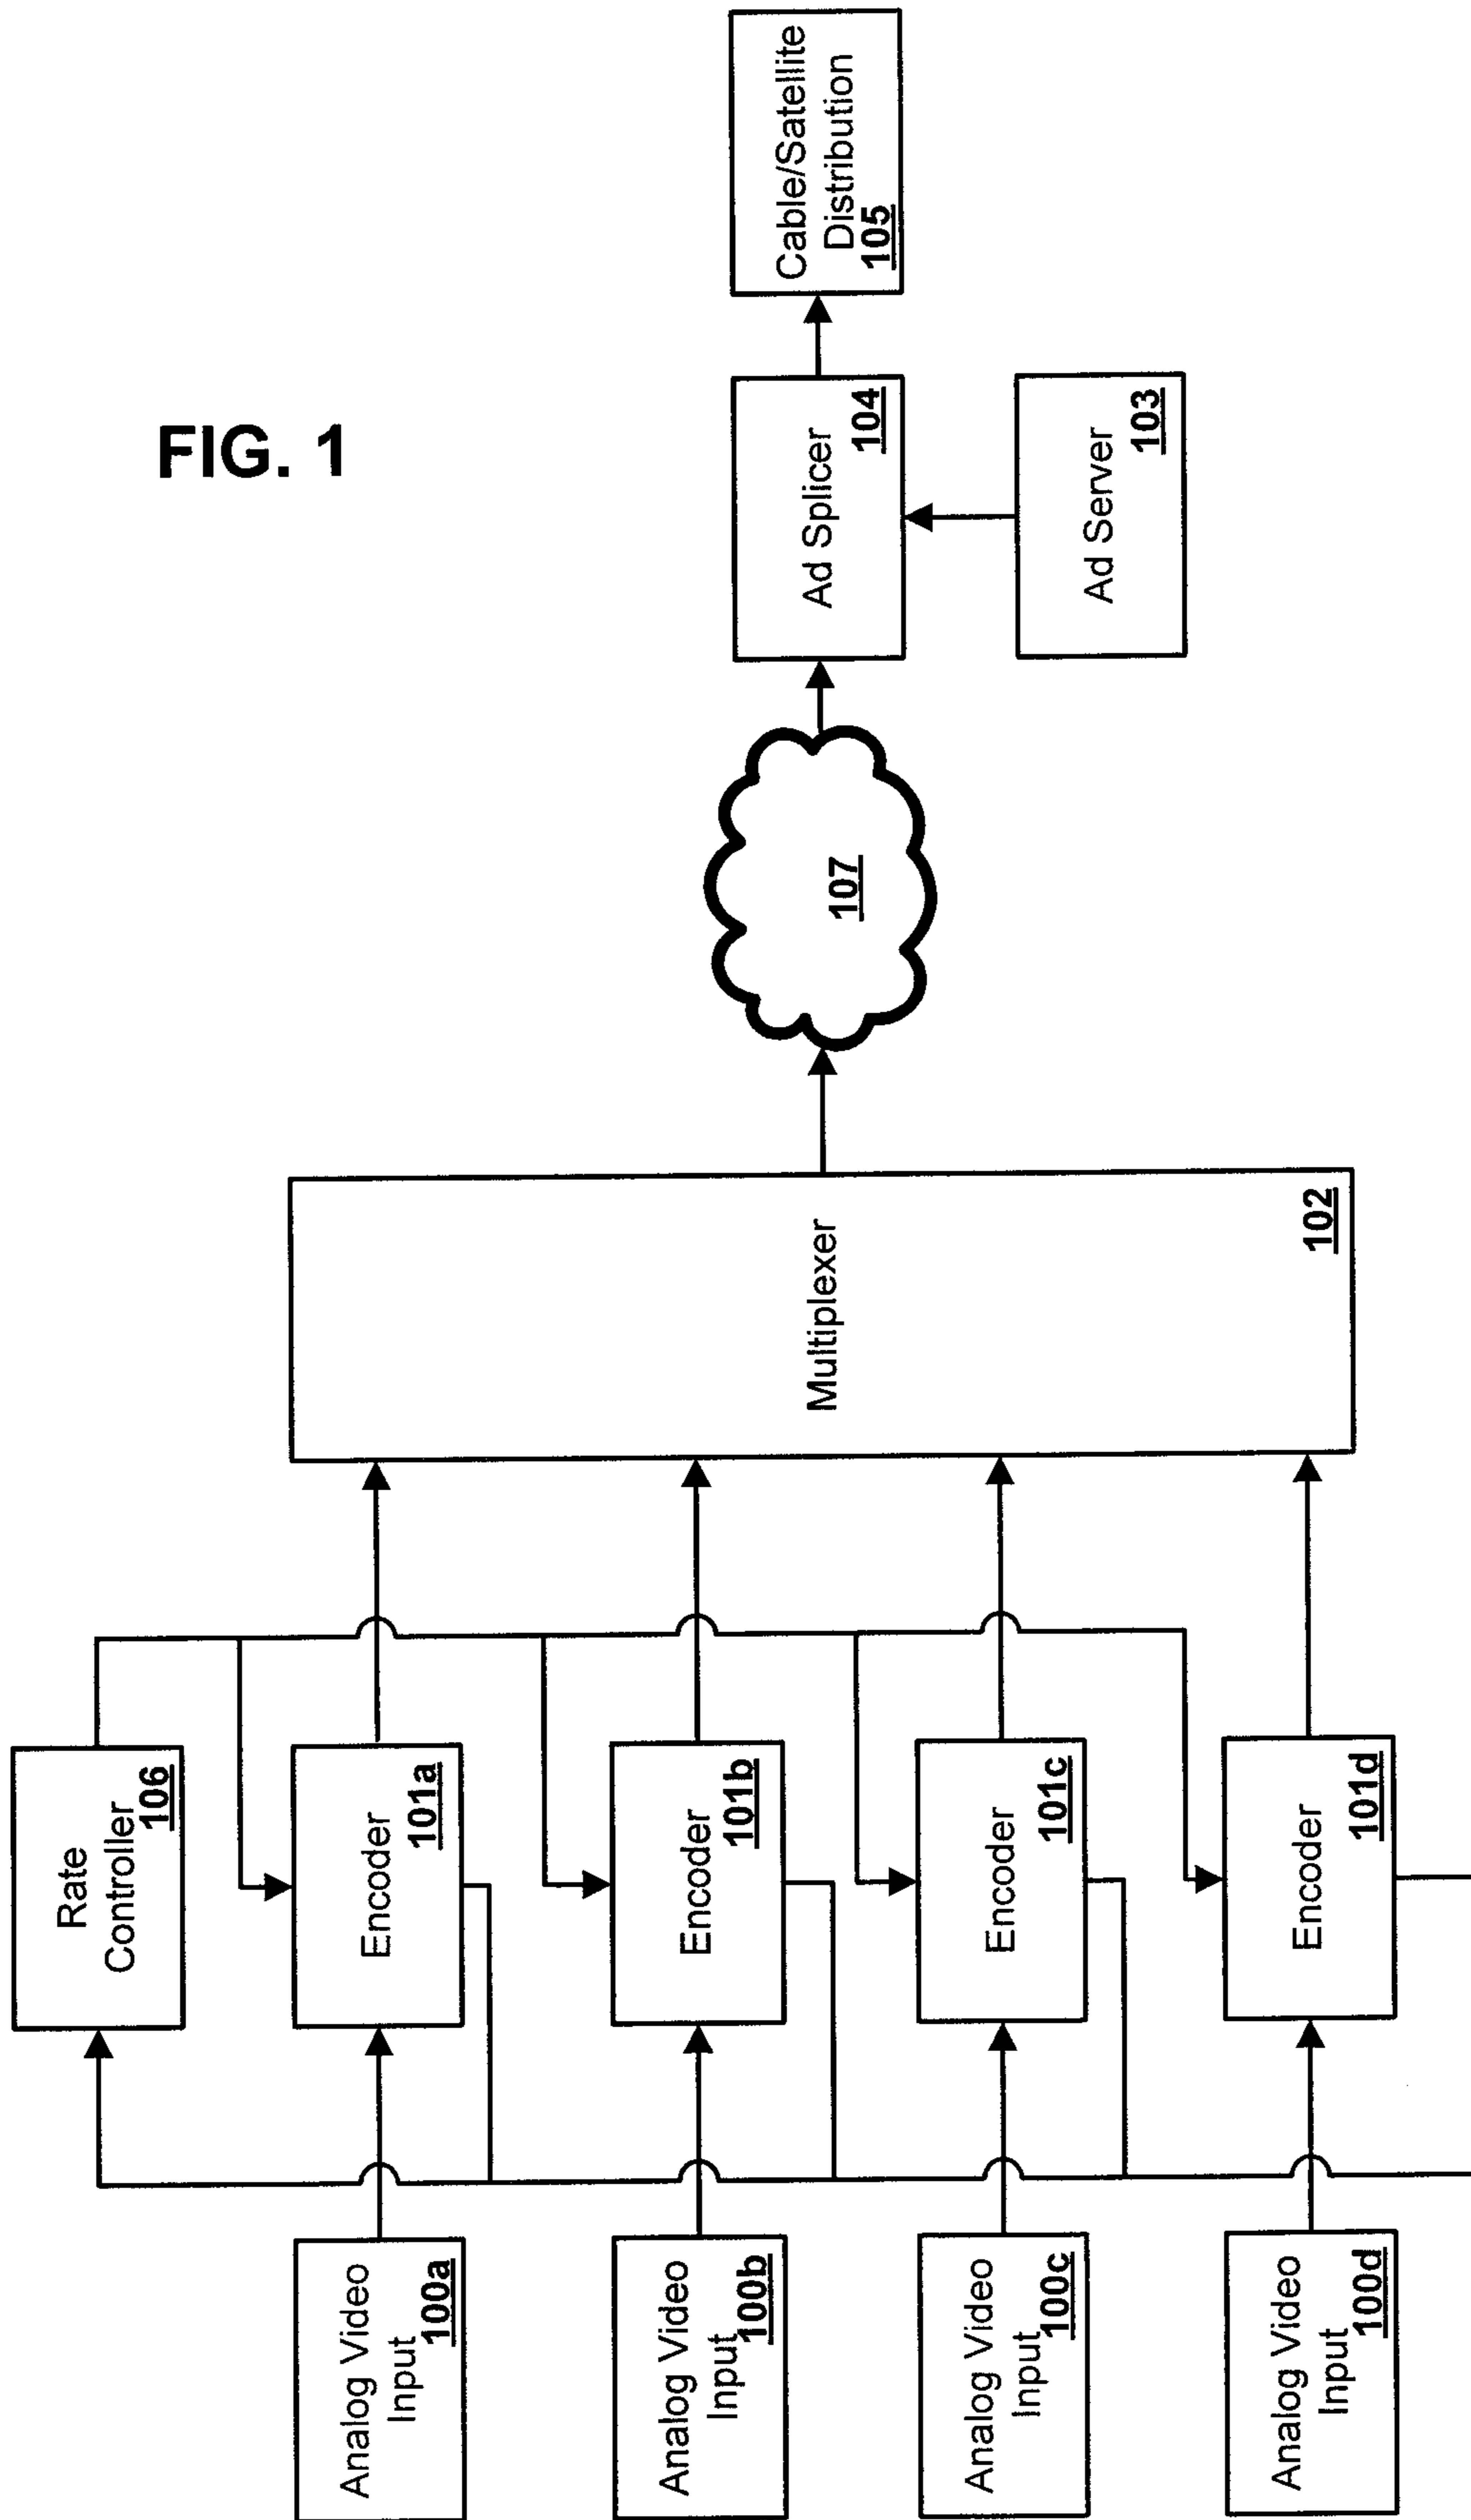 FIG. 1
Rate
Controller
106
Analog Video
Input
100a
Encoder
101a
Analog Video
Input
100b
Encoder
101b
Analog Video
Input
100c
Encoder
101c
Analog Video
Input
100d
Encoder
101d
Multiplexer
102
107
Ad Splicer
104
Ad Server
103
Cable/Satellite
Distribution
105